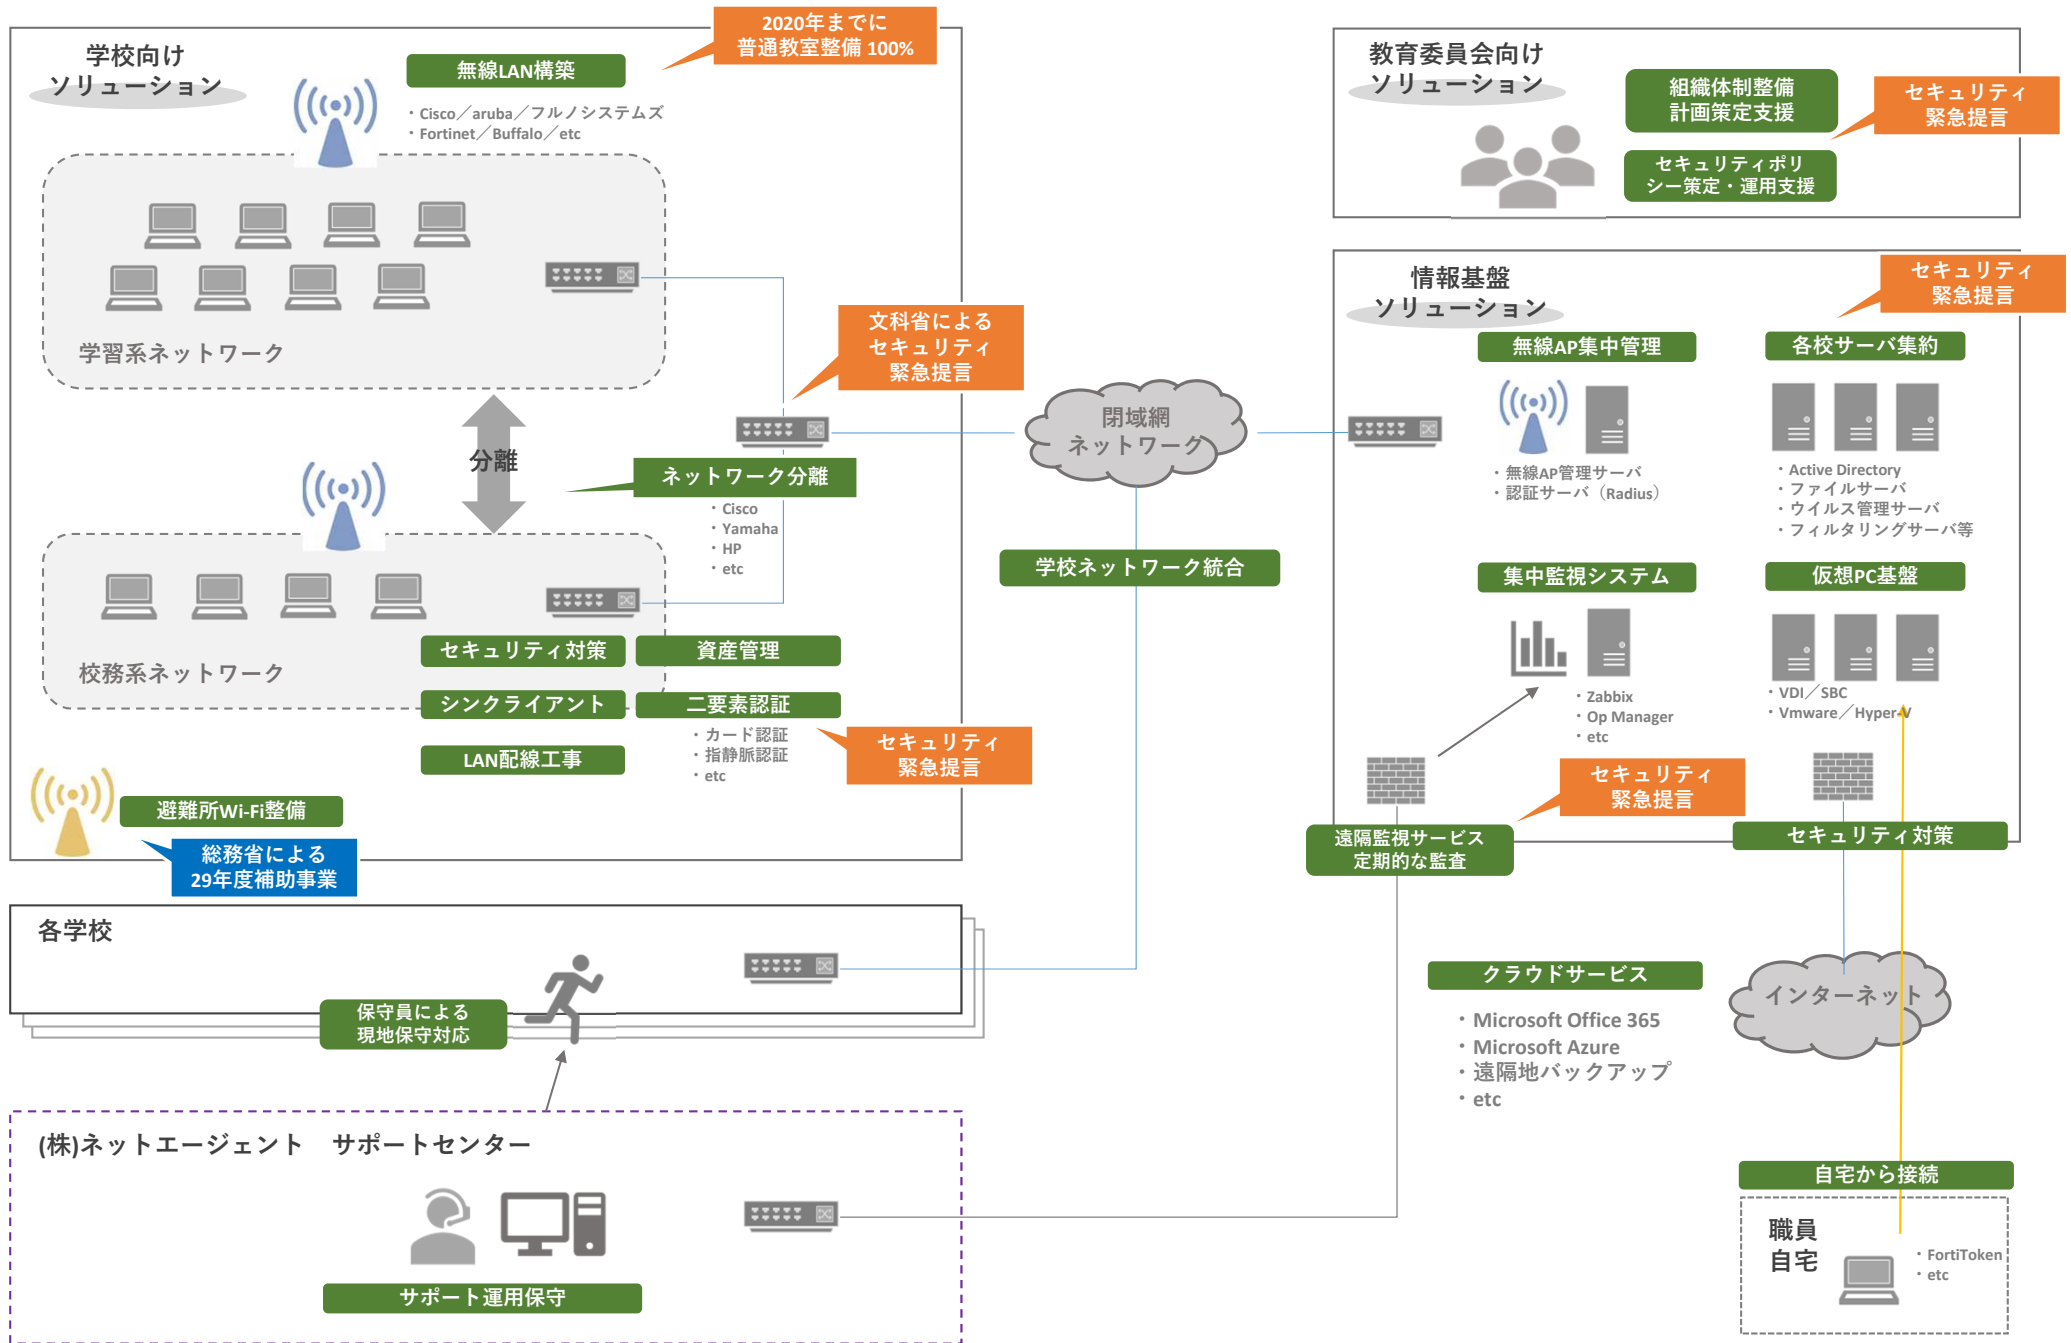 学校向け
ソリューション
2020年までに
普通教室整備 100%
無線LAN構築
・Cisco／aruba／フルノシステムズ
・Fortinet／Buffalo／etc
学習系ネットワーク
文科省による
セキュリティ
緊急提言
分離
ネットワーク分離
・Cisco
・Yamaha
・HP
・etc
校務系ネットワーク
セキュリティ対策
資産管理
シンクライアント
二要素認証
・カード認証
・指静脈認証
・etc
LAN配線工事
セキュリティ
緊急提言
避難所Wi-Fi整備
総務省による
29年度補助事業
閉域網
ネットワーク
学校ネットワーク統合
教育委員会向け
ソリューション
組織体制整備
計画策定支援
セキュリティ
緊急提言
セキュリティポリ
シー策定・運用支援
情報基盤
ソリューション
セキュリティ
緊急提言
無線AP集中管理
・無線AP管理サーバ
・認証サーバ（Radius）
各校サーバ集約
・Active Directory
・ファイルサーバ
・ウイルス管理サーバ
・フィルタリングサーバ等
集中監視システム
・Zabbix
・Op Manager
・etc
仮想PC基盤
・VDI／SBC
・Vmware／Hyper-V
セキュリティ
緊急提言
遠隔監視サービス
定期的な監査
セキュリティ対策
各学校
保守員による
現地保守対応
クラウドサービス
・Microsoft Office 365
・Microsoft Azure
・遠隔地バックアップ
・etc
インターネット
(株)ネットエージェント　サポートセンター
サポート運用保守
自宅から接続
職員
自宅
・FortiToken
・etc